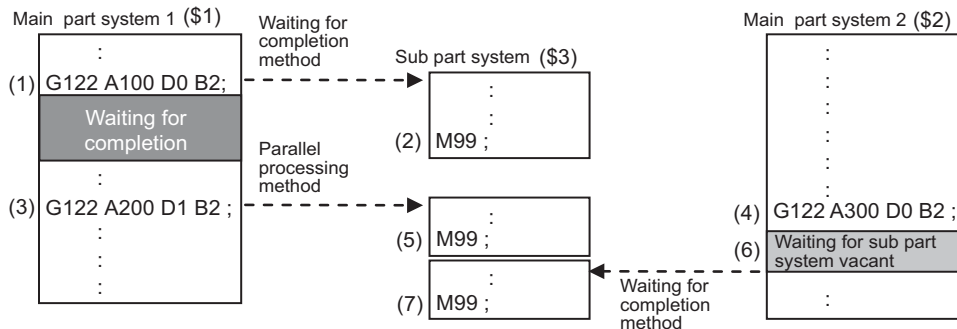 Main part system 1 ($1)
:
(1) G122 A100 D0 B2;
Waiting for
completion
:
(3) G122 A200 D1 B2 ;
:
:
:
Waiting for
completion
method
Parallel
processing
method
Sub part system ($3)
:
:
(2) M99 ;
:
(5) M99 ;
:
(7) M99 ;
Main part system 2 ($2)
:
:
:
:
:
:
(4) G122 A300 D0 B2 ;
(6) Waiting for sub part
system vacant
:
Waiting for
completion
method